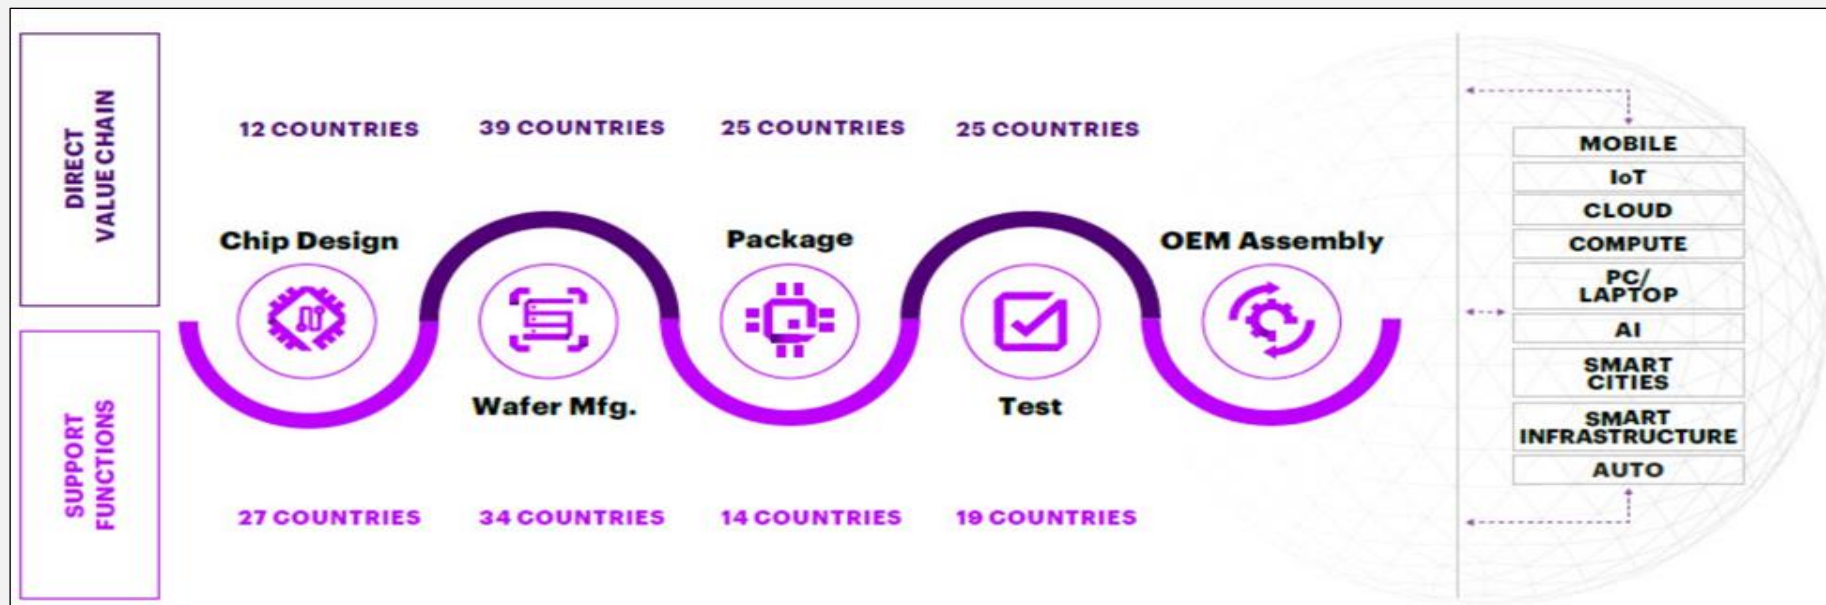 DIRECT
VALUE CHAIN
12 COUNTRIES
39 COUNTRIES
25 COUNTRIES
25 COUNTRIES
Chip Design
Wafer Mfg.
Package
Test
OEM Assembly
SUPPORT
FUNCTIONS
27 COUNTRIES
34 COUNTRIES
14 COUNTRIES
19 COUNTRIES
MOBILE
IoT
CLOUD
COMPUTE
PC/
LAPTOP
AI
SMART
CITIES
SMART
INFRASTRUCTURE
AUTO